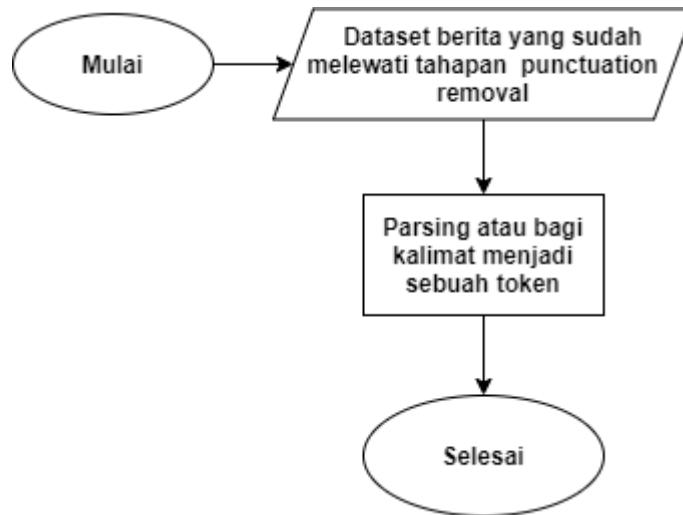 Mulai
Dataset berita yang sudah
melewati tahapan punctuation
removal
Parsing atau bagi
kalimat menjadi
sebuah token
Selesai